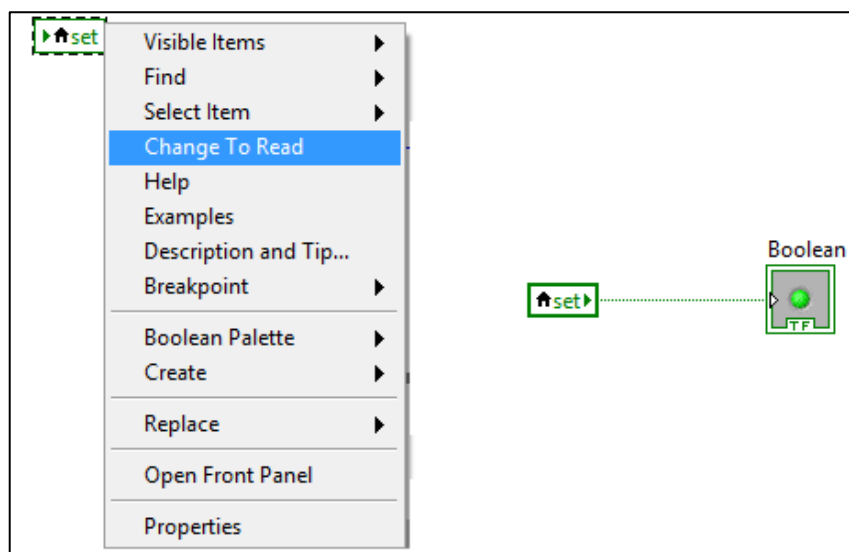 set
Visible Items
Find
Select Item
Change To Read
Help
Examples
Description and Tip...
Breakpoint
Boolean Palette
Create
Replace
Open Front Panel
Properties
Boolean
set
TF